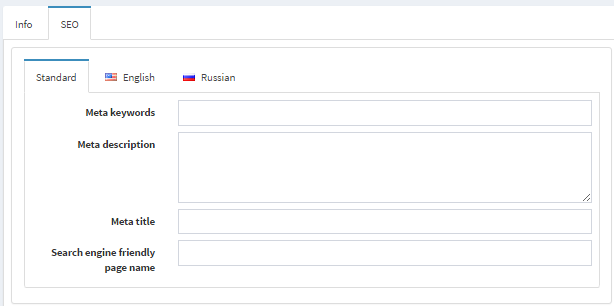 Info SEO
Standard English Russian
Meta keywords
Meta description
Meta title
Search engine friendly
page name